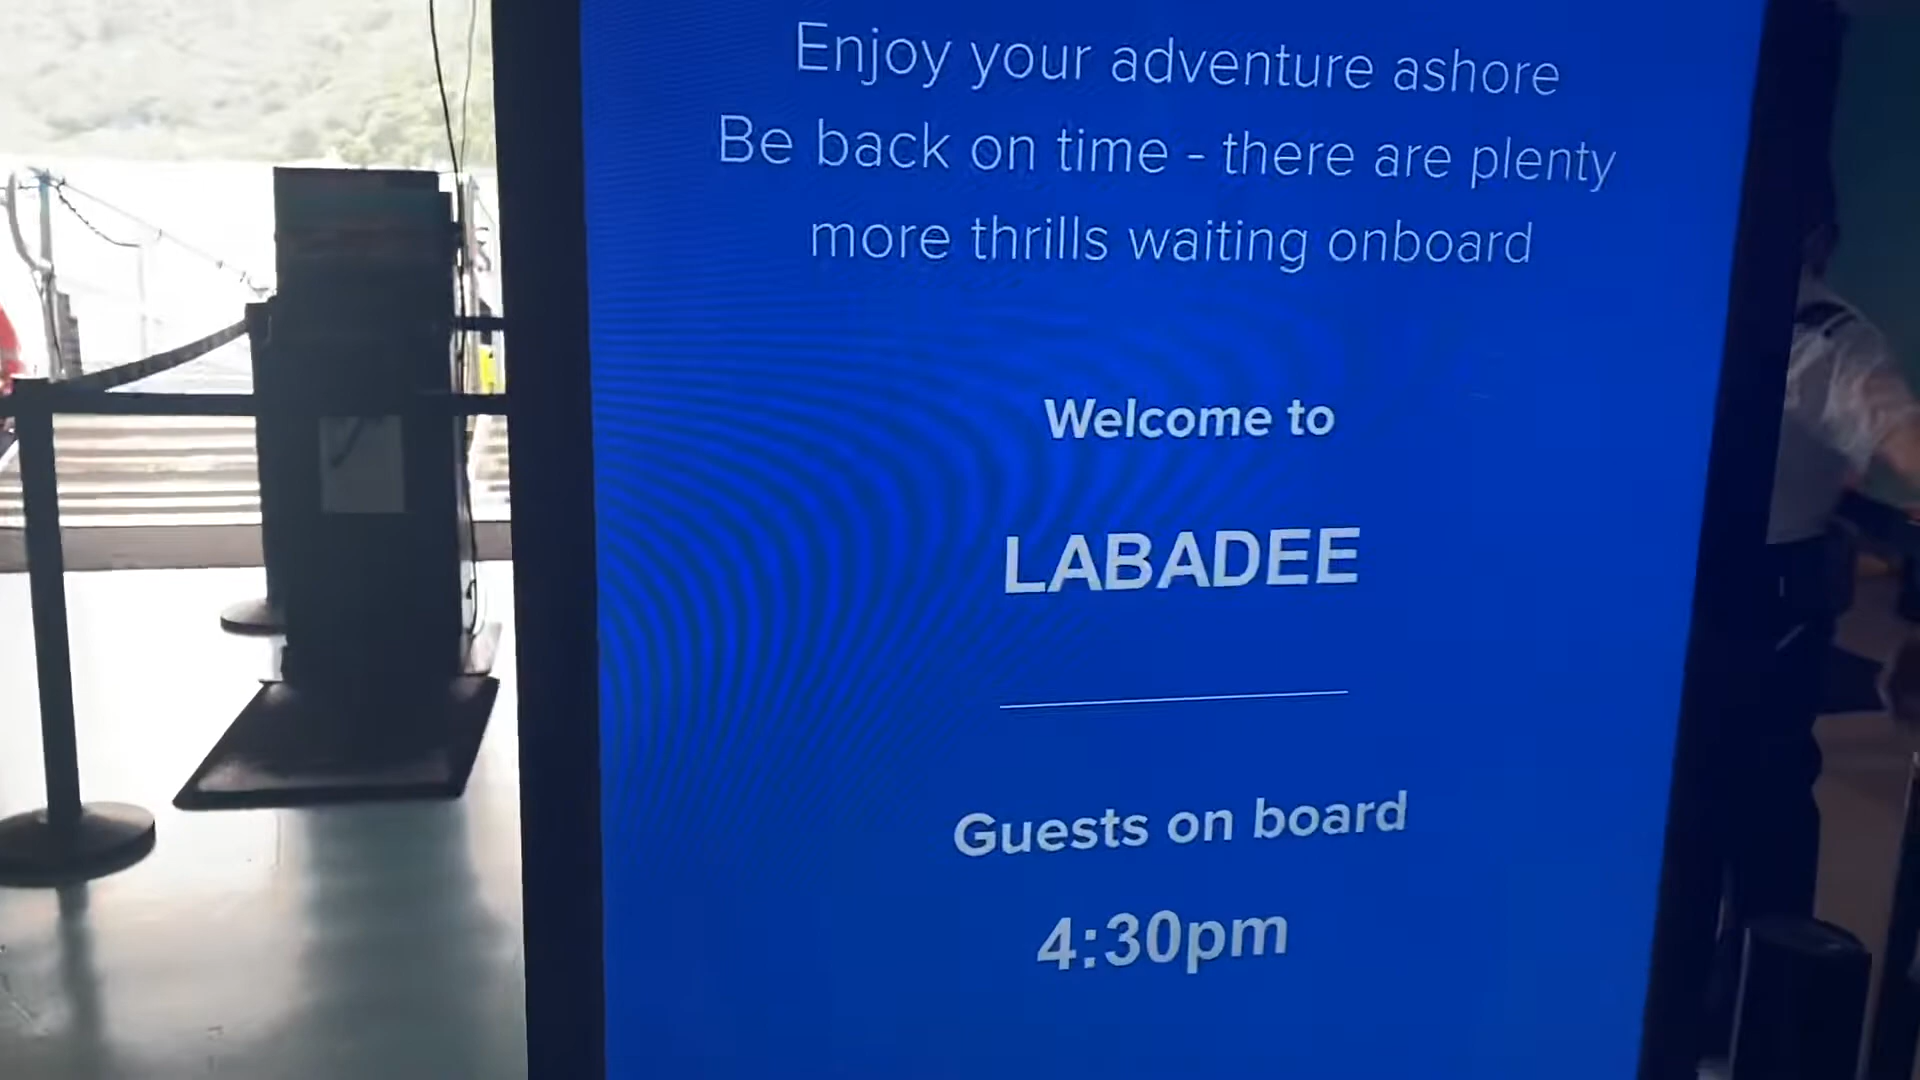 Enjoy your adventure ashore
Be back on time - there are plenty
more thrills waiting onboard
Welcome to
LABADEE
Guests on board
4:30pm